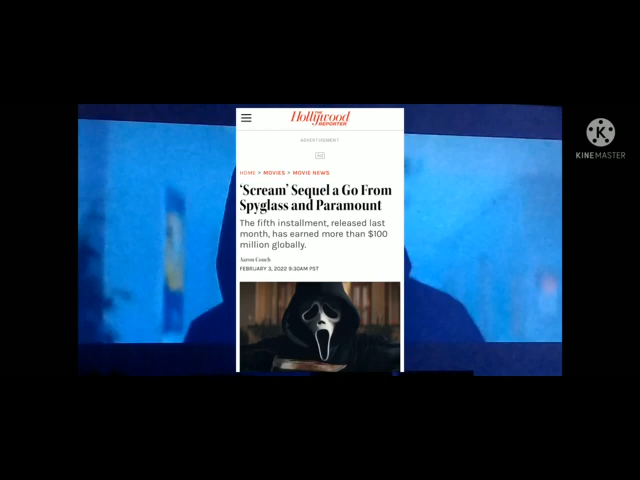 THE
Hollywood
REPORTER
ADVERTISEMENT
Ad
HOME > MOVIES > MOVIE NEWS
‘Scream’ Sequel a Go From
Spyglass and Paramount
The fifth installment, released last
month, has earned more than $100
million globally.
Aaron Couch
FEBRUARY 3, 2022 9:30AM PST
K
KINEMASTER